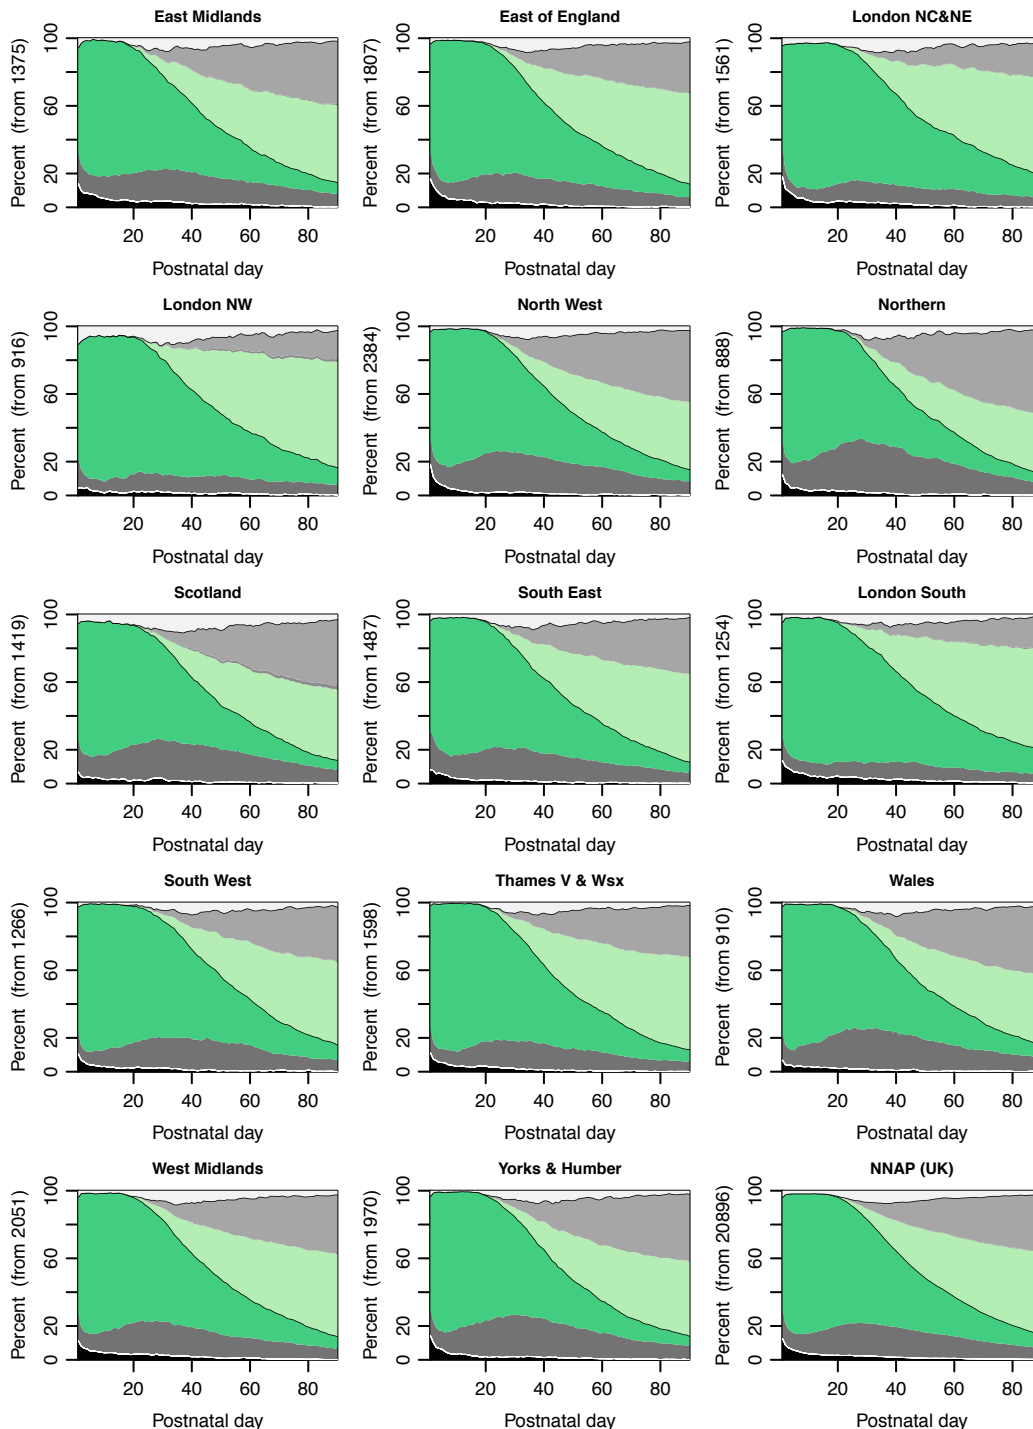 East Midlands
East of England
London NC&NE
Percent (from 1375)
0 20 60 100
20 40 60 80
Postnatal day
Percent (from 1807)
0 20 60 100
20 40 60 80
Postnatal day
Percent (from 1561)
0 20 60 100
20 40 60 80
Postnatal day
London NW
North West
Northern
Percent (from 916)
0 20 60 100
20 40 60 80
Postnatal day
Percent (from 2384)
0 20 60 100
20 40 60 80
Postnatal day
Percent (from 888)
0 20 60 100
20 40 60 80
Postnatal day
Scotland
South East
London South
Percent (from 1419)
0 20 60 100
20 40 60 80
Postnatal day
Percent (from 1487)
0 20 60 100
20 40 60 80
Postnatal day
Percent (from 1254)
0 20 60 100
20 40 60 80
Postnatal day
South West
Thames V & Wsx
Wales
Percent (from 1266)
0 20 60 100
20 40 60 80
Postnatal day
Percent (from 1598)
0 20 60 100
20 40 60 80
Postnatal day
Percent (from 910)
0 20 60 100
20 40 60 80
Postnatal day
West Midlands
Yorks & Humber
NNAP (UK)
Percent (from 2051)
0 20 60 100
20 40 60 80
Postnatal day
Percent (from 1970)
0 20 60 100
20 40 60 80
Postnatal day
Percent (from 20896)
0 20 60 100
20 40 60 80
Postnatal day